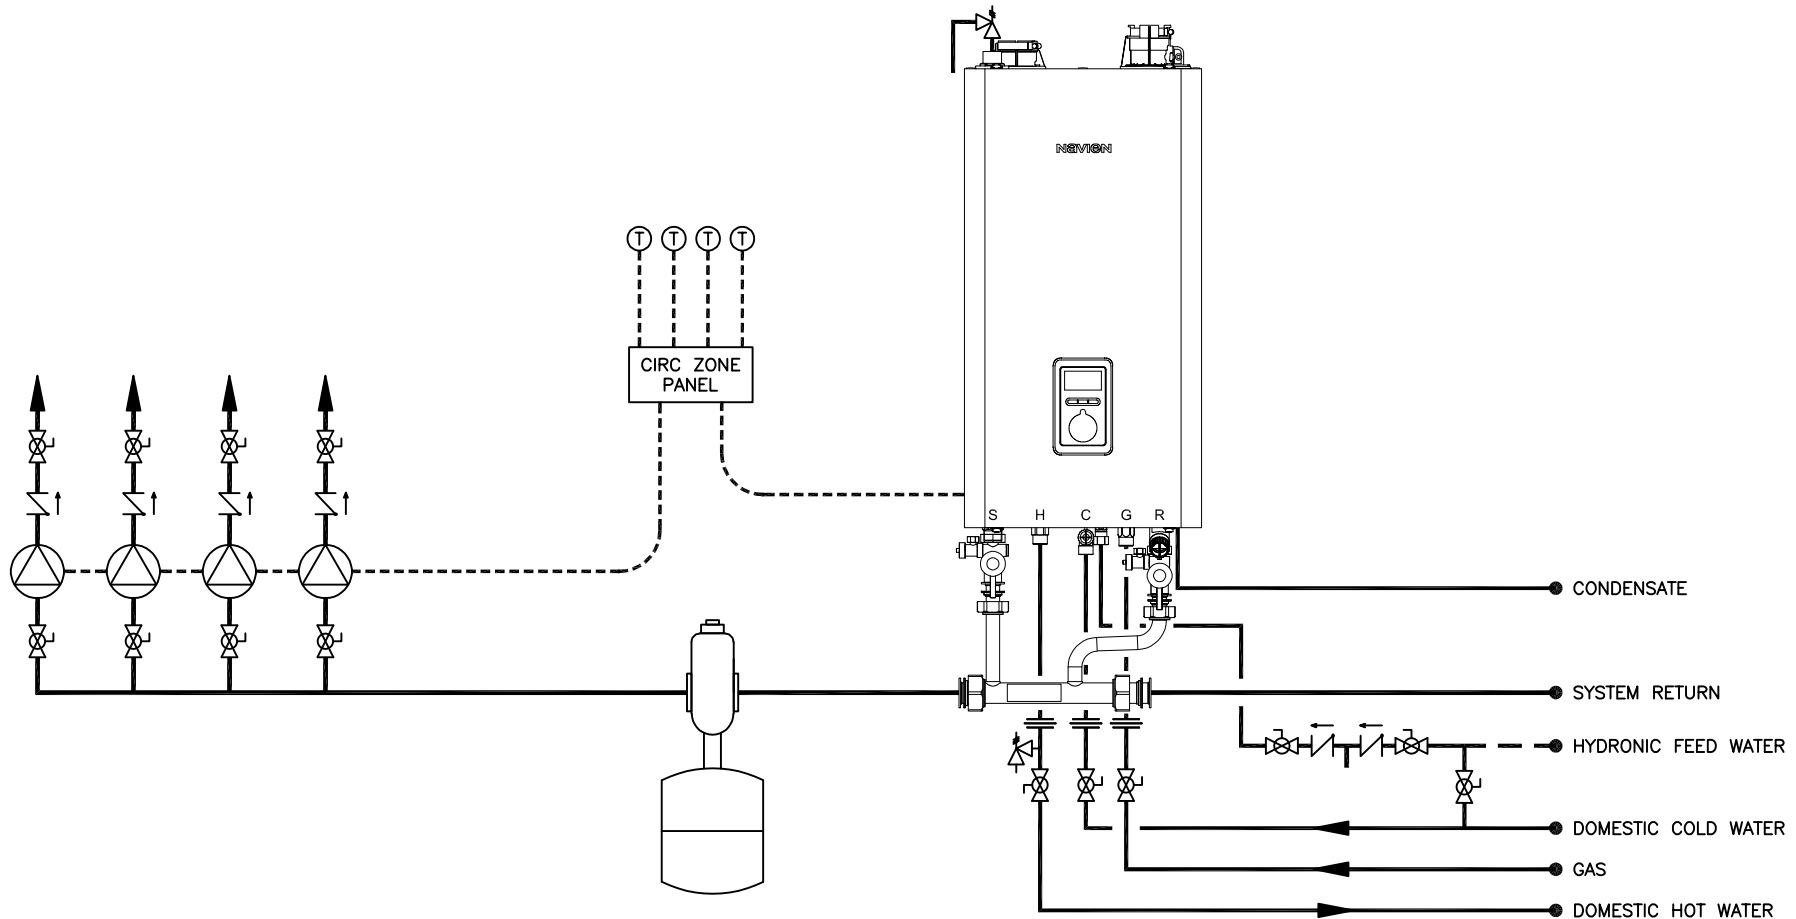 NAVIEN
T T T T
CIRC ZONE
PANEL
S H C G R
CONDENSATE
SYSTEM RETURN
HYDRONIC FEED WATER
DOMESTIC COLD WATER
GAS
DOMESTIC HOT WATER